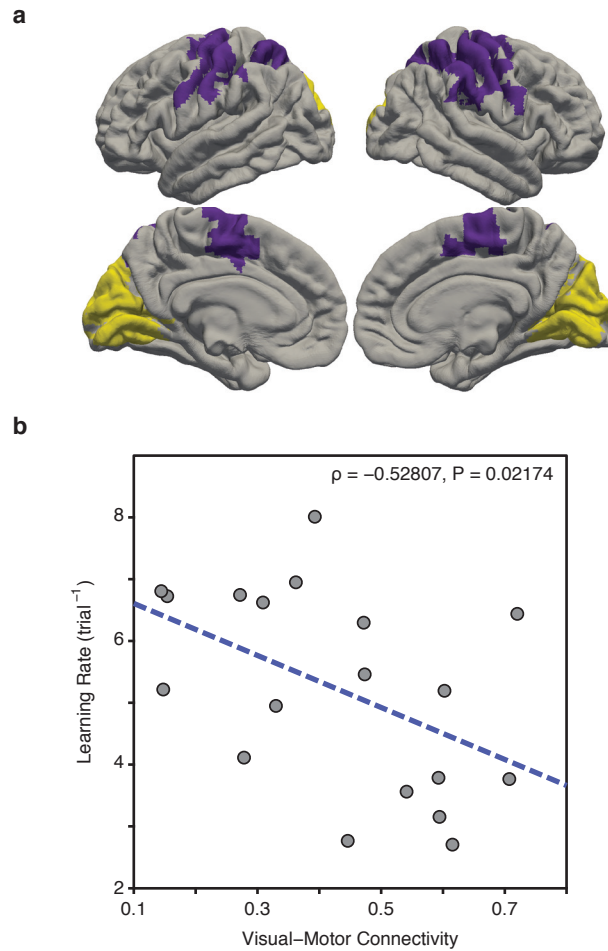 a
b
ρ = −0.52807, P = 0.02174
8
6
4
2
Learning Rate (trial⁻¹)
0.1 0.3 0.5 0.7
Visual−Motor Connectivity